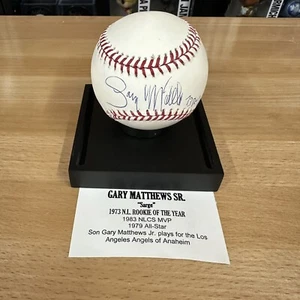 Gary Matthews
GARY MATTHEWS SR.
"Sarge"
1973 N.L. ROOKIE OF THE YEAR
1983 NLCS MVP
1979 All-Star
Son Gary Matthews Jr. plays for the Los
Angeles Angels of Anaheim